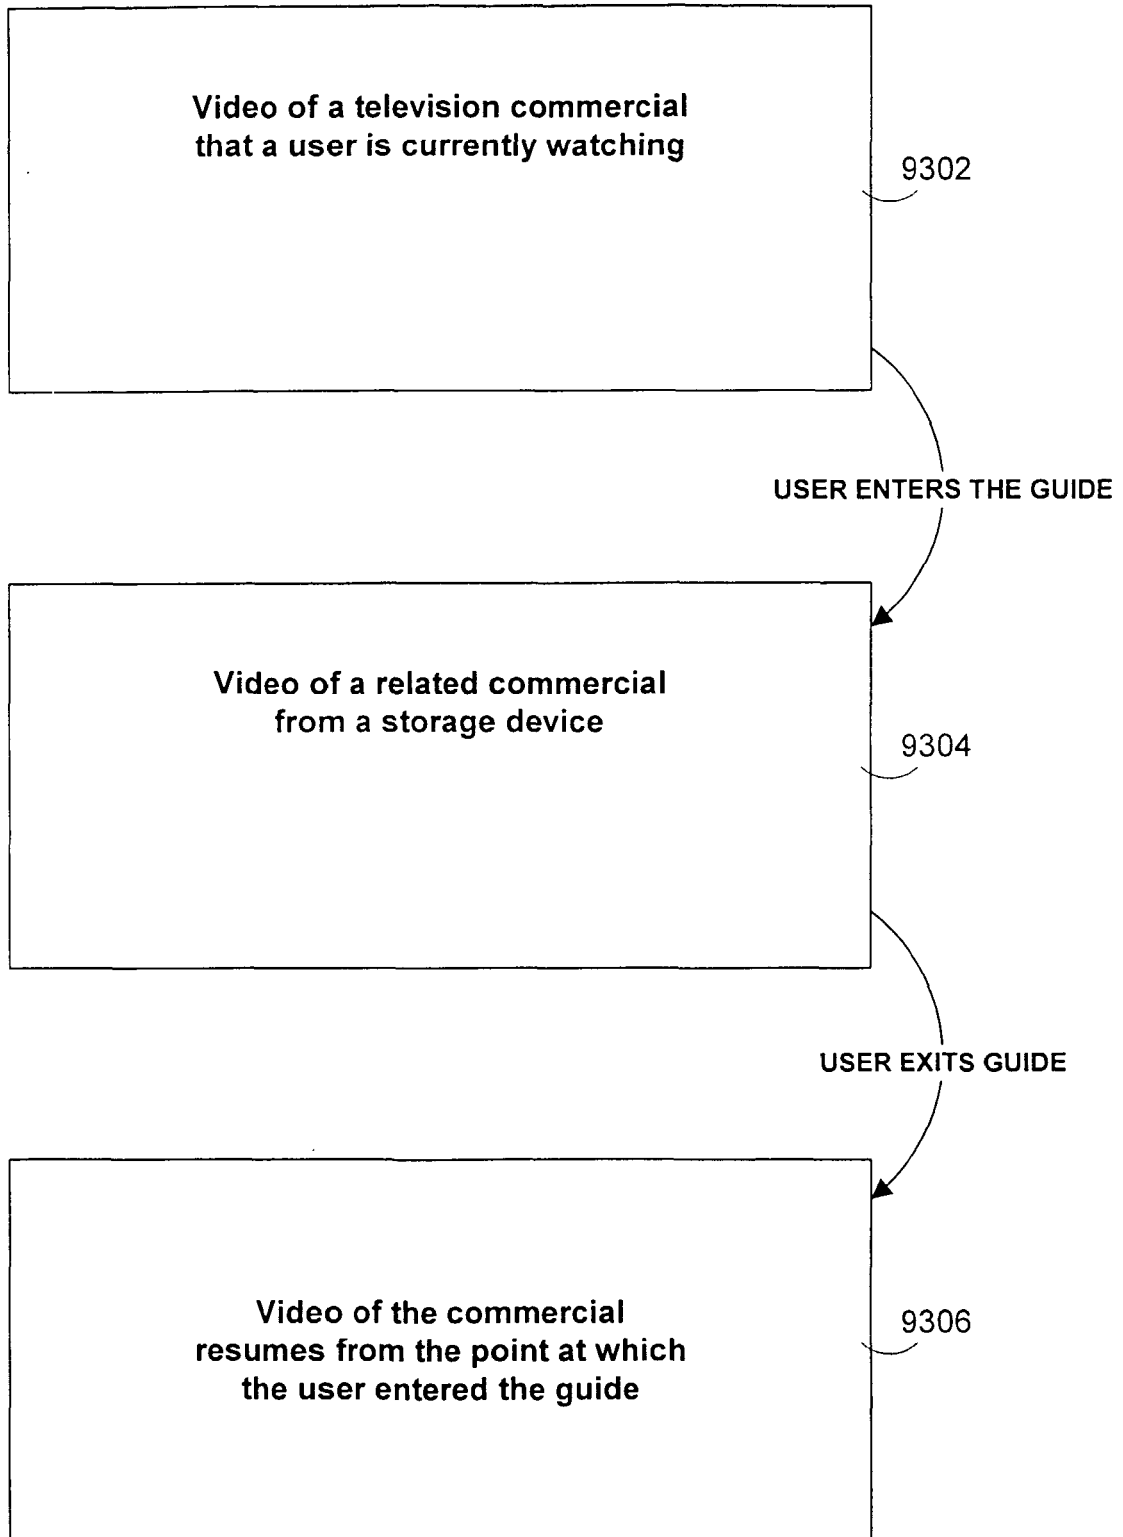 Video of a television commercial
that a user is currently watching
9302
USER ENTERS THE GUIDE
Video of a related commercial
from a storage device
9304
USER EXITS GUIDE
Video of the commercial
resumes from the point at which
the user entered the guide
9306